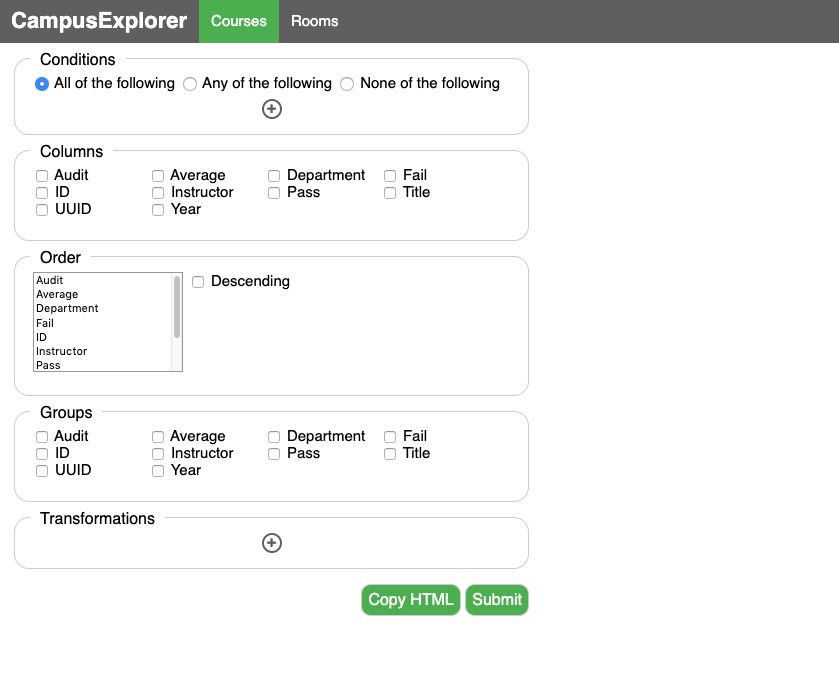 CampusExplorer Courses Rooms
Conditions
All of the following Any of the following None of the following
Columns
Audit Average Department Fail
ID Instructor Pass Title
UUID Year
Order
Audit
Average
Department
Fail
ID
Instructor
Pass
Descending
Groups
Audit Average Department Fail
ID Instructor Pass Title
UUID Year
Transformations
Copy HTML Submit